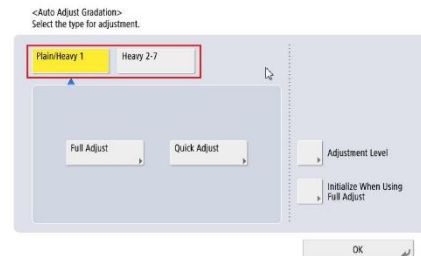 <Auto Adjust Gradation>
Select the type for adjustment.
Plain/Heavy 1
Heavy 2-7
Full Adjust
Quick Adjust
Adjustment Level
Initialize When Using
Full Adjust
OK